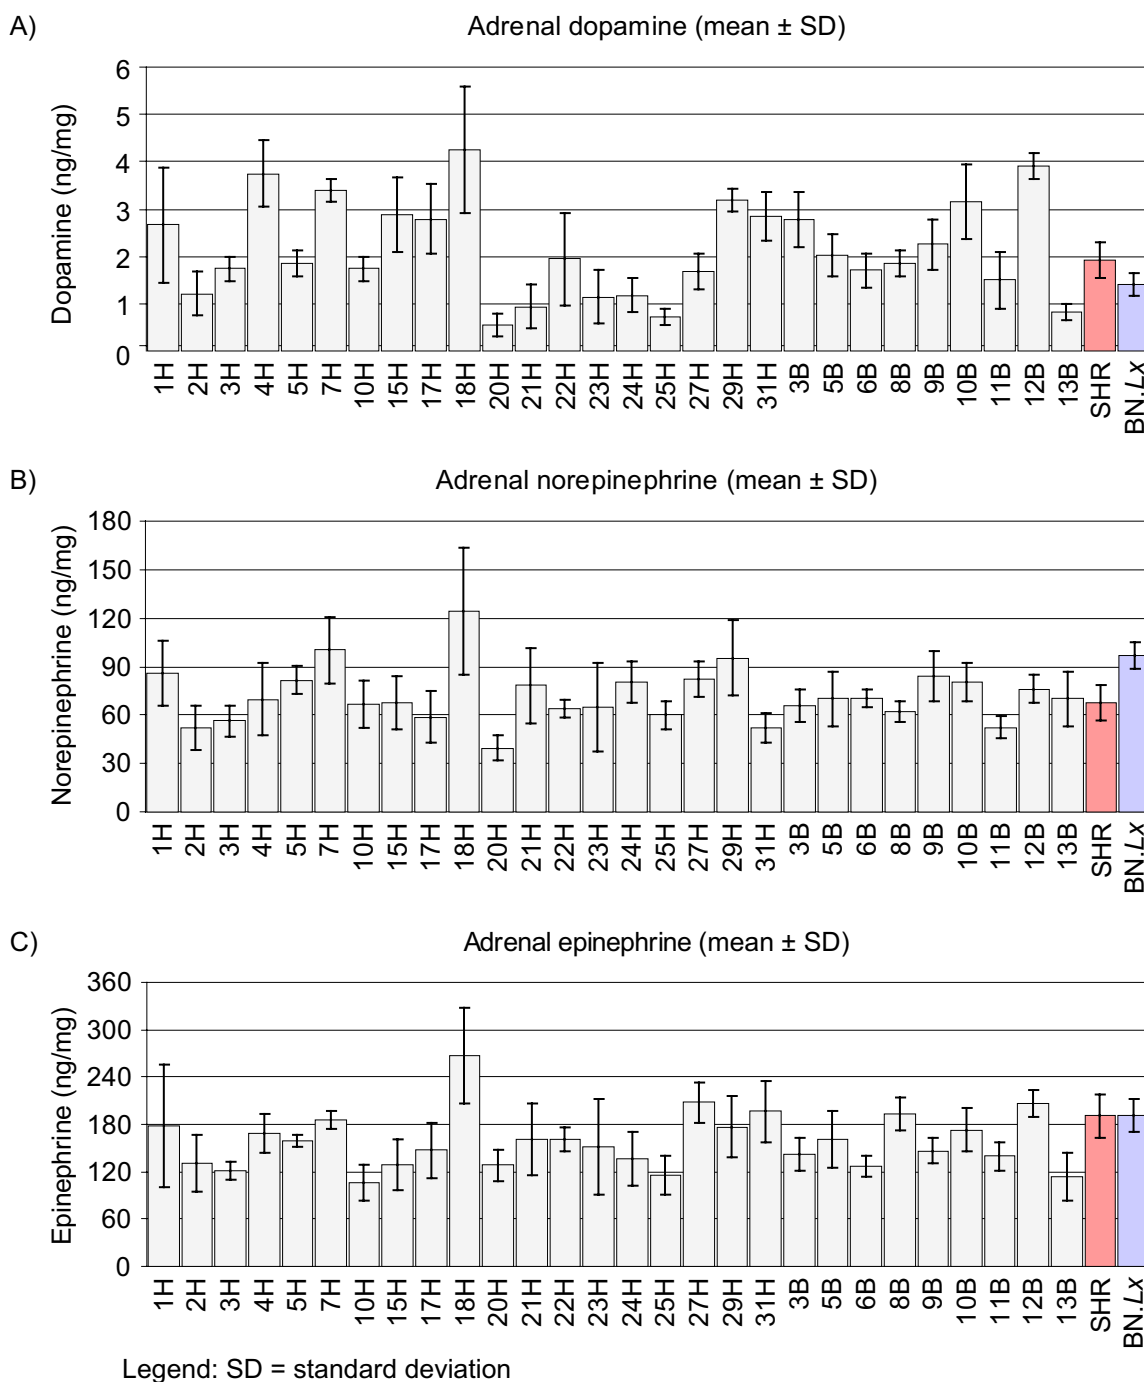 A)
Adrenal dopamine (mean ± SD)
Dopamine (ng/mg)
6
5
4
3
2
1
0
1H 2H 3H 4H 5H 7H 10H 15H 17H 18H 20H 21H 22H 23H 24H 25H 27H 29H 31H 3B 5B 6B 8B 9B 10B 11B 12B 13B SHR BN.Lx
B)
Adrenal norepinephrine (mean ± SD)
Norepinephrine (ng/mg)
180
150
120
90
60
30
0
1H 2H 3H 4H 5H 7H 10H 15H 17H 18H 20H 21H 22H 23H 24H 25H 27H 29H 31H 3B 5B 6B 8B 9B 10B 11B 12B 13B SHR BN.Lx
C)
Adrenal epinephrine (mean ± SD)
Epinephrine (ng/mg)
360
300
240
180
120
60
0
1H 2H 3H 4H 5H 7H 10H 15H 17H 18H 20H 21H 22H 23H 24H 25H 27H 29H 31H 3B 5B 6B 8B 9B 10B 11B 12B 13B SHR BN.Lx
Legend: SD = standard deviation